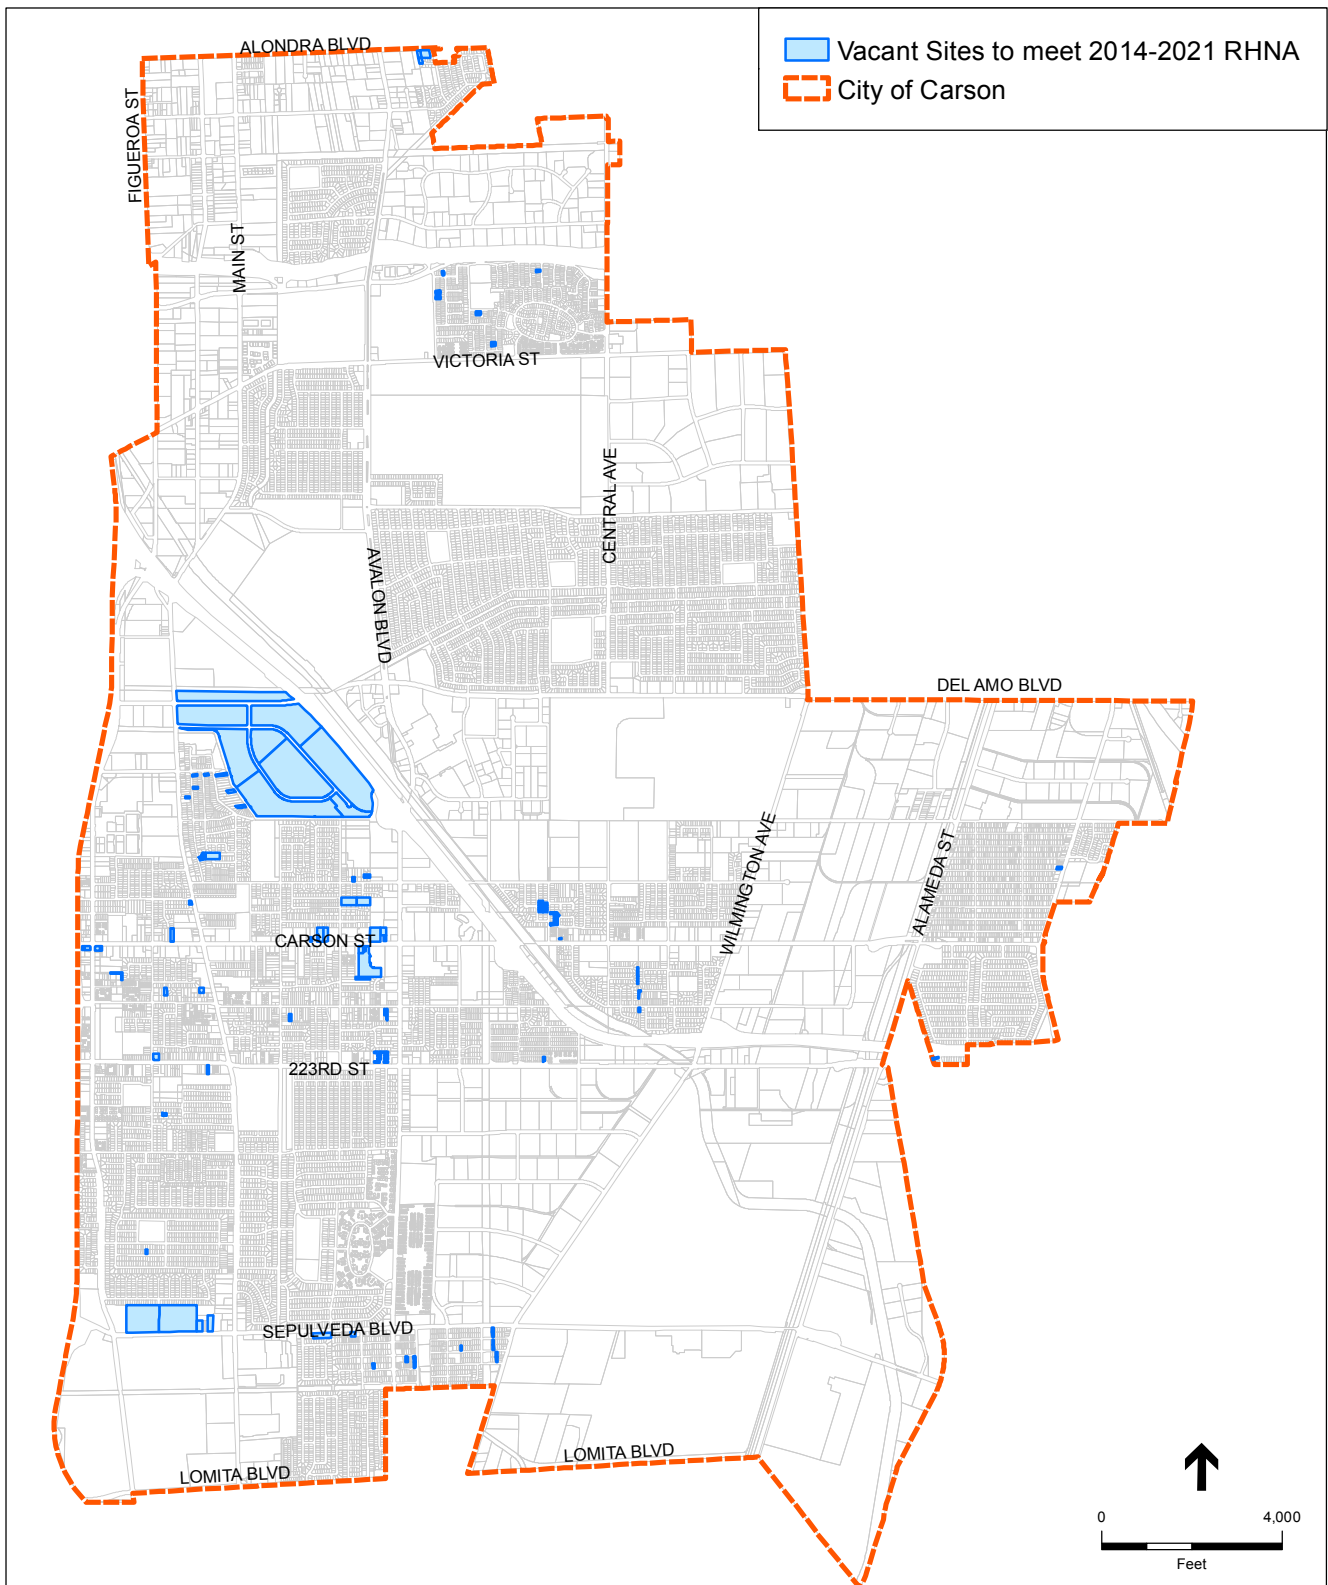 Vacant Sites to meet 2014-2021 RHNA
City of Carson
ALONDRA BLVD
FIGUEROA ST
MAIN ST
VICTORIA ST
CENTRAL AVE
AVALON BLVD
DEL AMO BLVD
WILMINGTON AVE
ALAMEDA ST
CARSON ST
223RD ST
SEPULVEDA BLVD
LOMITA BLVD
LOMITA BLVD
0 4,000
Feet